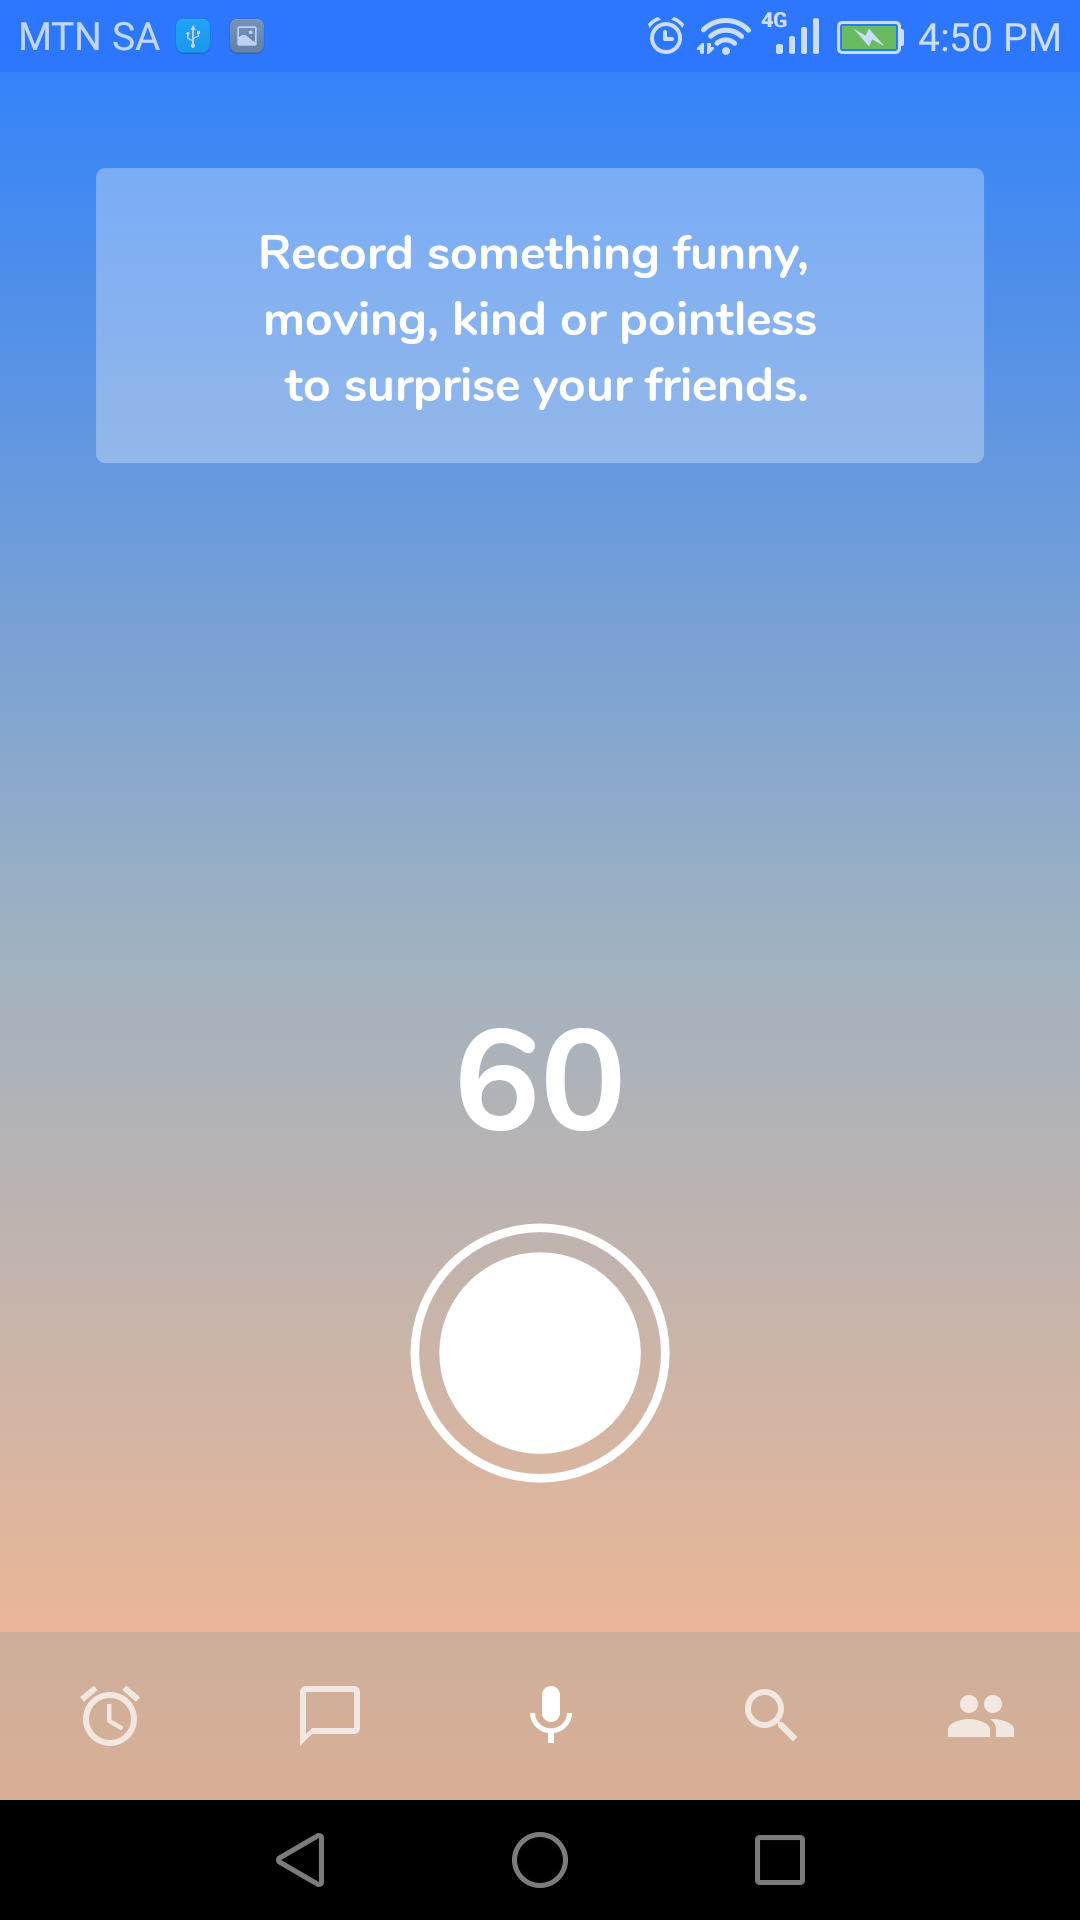 MTN SA
4G
4:50 PM
Record something funny,
moving, kind or pointless
to surprise your friends.
60